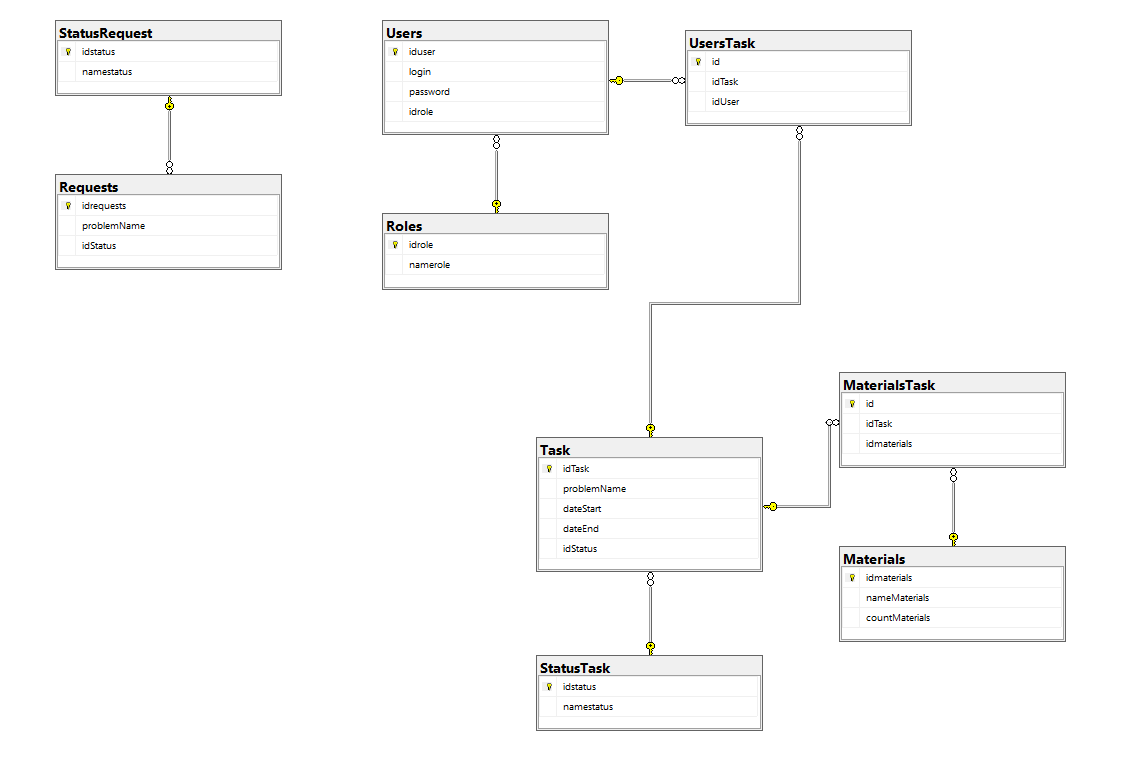 StatusRequest
idstatus
namestatus
Requests
idrequests
problemName
idStatus
Users
iduser
login
password
idrole
Roles
idrole
namerole
UsersTask
id
idTask
idUser
Task
idTask
problemName
dateStart
dateEnd
idStatus
StatusTask
idstatus
namestatus
MaterialsTask
id
idTask
idmaterials
Materials
idmaterials
nameMaterials
countMaterials